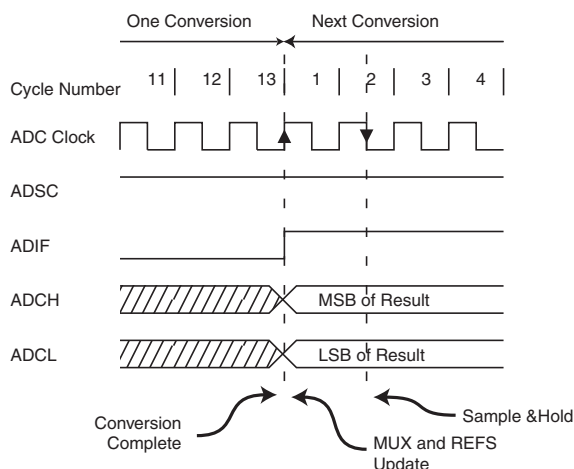 One Conversion Next Conversion
Cycle Number 11 12 13 1 2 3 4
ADC Clock
ADSC
ADIF
ADCH MSB of Result
ADCL LSB of Result
Conversion
Complete
MUX and REFS
Update
Sample &Hold